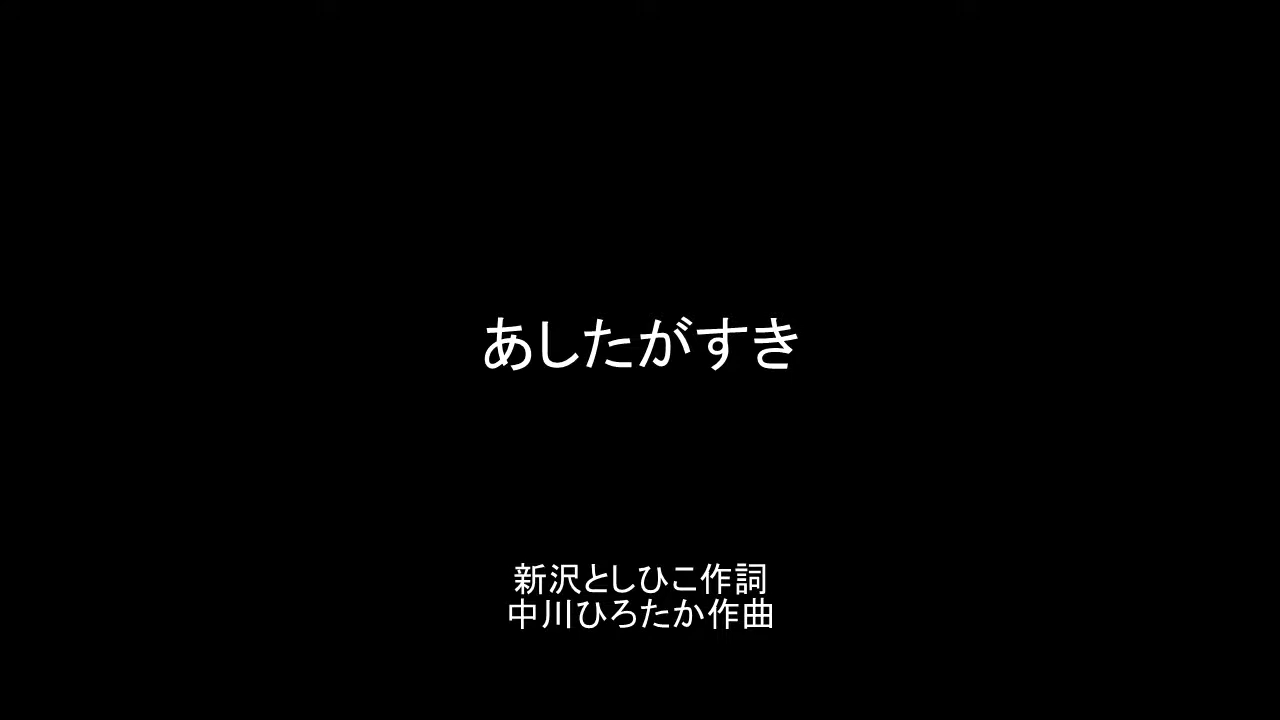 あしたがすき
新沢としひこ作詞
中川ひろたか作曲